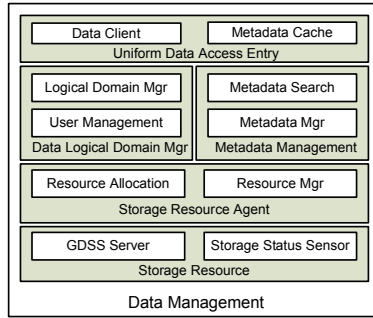 Data Client
Metadata Cache
Uniform Data Access Entry
Logical Domain Mgr
User Management
Data Logical Domain Mgr
Metadata Search
Metadata Mgr
Metadata Management
Resource Allocation
Resource Mgr
Storage Resource Agent
GDSS Server
Storage Status Sensor
Storage Resource
Data Management